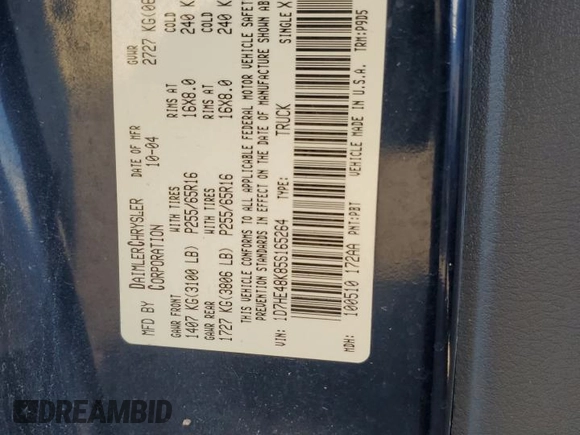 MFD BY DAIMLERCHRYSLER CORPORATION
DATE OF MFR 10-04
GVWR 2727 KG(
GAWR FRONT WITH TIRES RIMS AT COLD
1407 KG(3100 LB) P255/65R16 16X8.0 240 K
GAWR REAR WITH TIRES RIMS AT COLD
1727 KG(3806 LB) P255/65R16 16X8.0 240 K
THIS VEHICLE CONFORMS TO ALL APPLICABLE FEDERAL MOTOR VEHICLE SAFET
PREVENTION STANDARDS IN EFFECT ON THE DATE OF MANUFACTURE SHOWN AB
VIN: 1D7HE48K85S165264 TYPE: TRUCK SINGLE X
MDH: 100510 172AA PNT:PBT VEHICLE MADE IN U.S.A. TRM:P9D5
DREAMBID